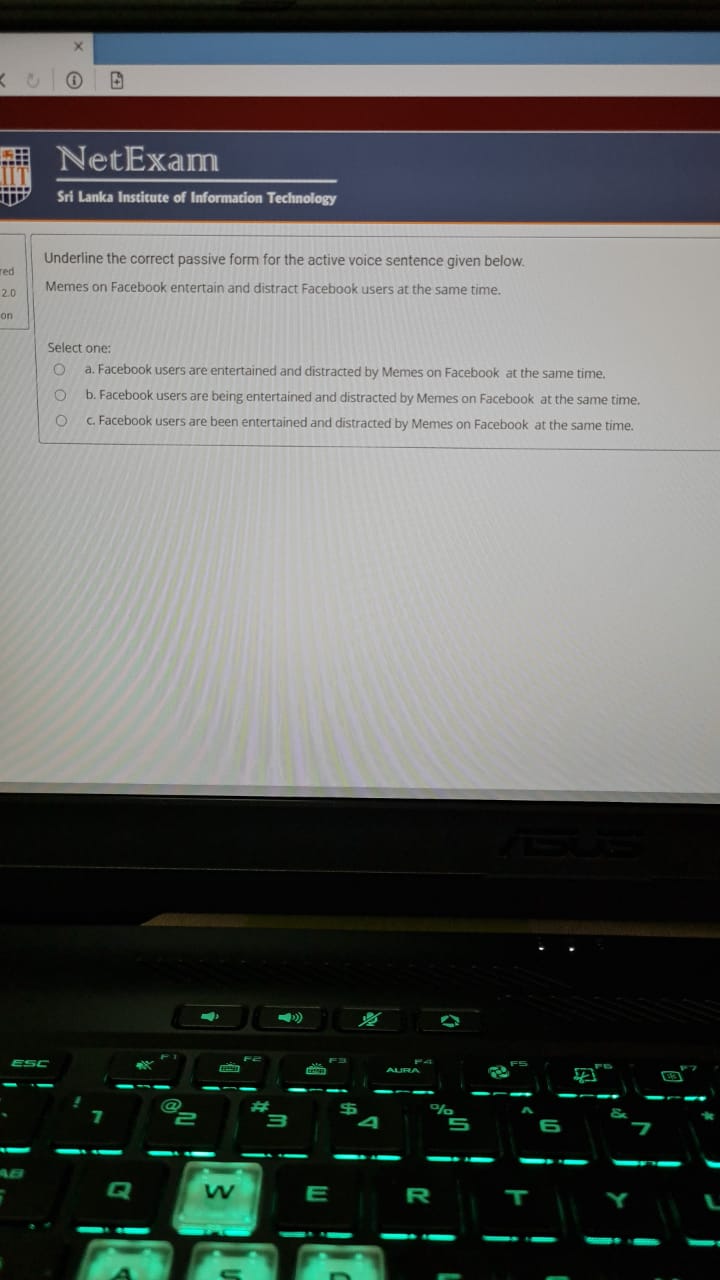 NetExam
Sri Lanka Institute of Information Technology
Underline the correct passive form for the active voice sentence given below.
2.0
Memes on Facebook entertain and distract Facebook users at the same time.
on
Select one:
a. Facebook users are entertained and distracted by Memes on Facebook at the same time.
b. Facebook users are being entertained and distracted by Memes on Facebook at the same time.
c. Facebook users are been entertained and distracted by Memes on Facebook at the same time.
ASUS
ESC F1 F2 F3 AURA F4 F5 F6 F7
! 1 @ 2 # 3 $ 4 % 5 ^ 6 & 7 *
Q W E R T Y
A S D